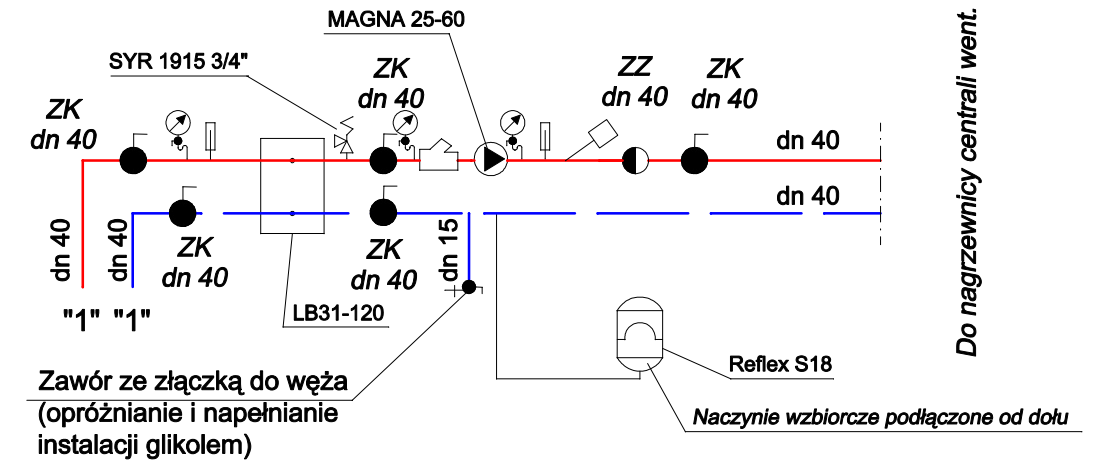 MAGNA 25-60
SYR 1915 3/4"
ZK
dn 40
ZK
dn 40
ZZ
dn 40
ZK
dn 40
dn 40
dn 40
dn 40
dn 40
ZK
dn 40
ZK
dn 40
dn 15
"1" "1"
LB31-120
Reflex S18
Zawór ze złączką do węża
(opróżnianie i napełnianie
instalacji glikolem)
Naczynie wzbiorcze podłączone od dołu
Do nagrzewnicy centrali went.